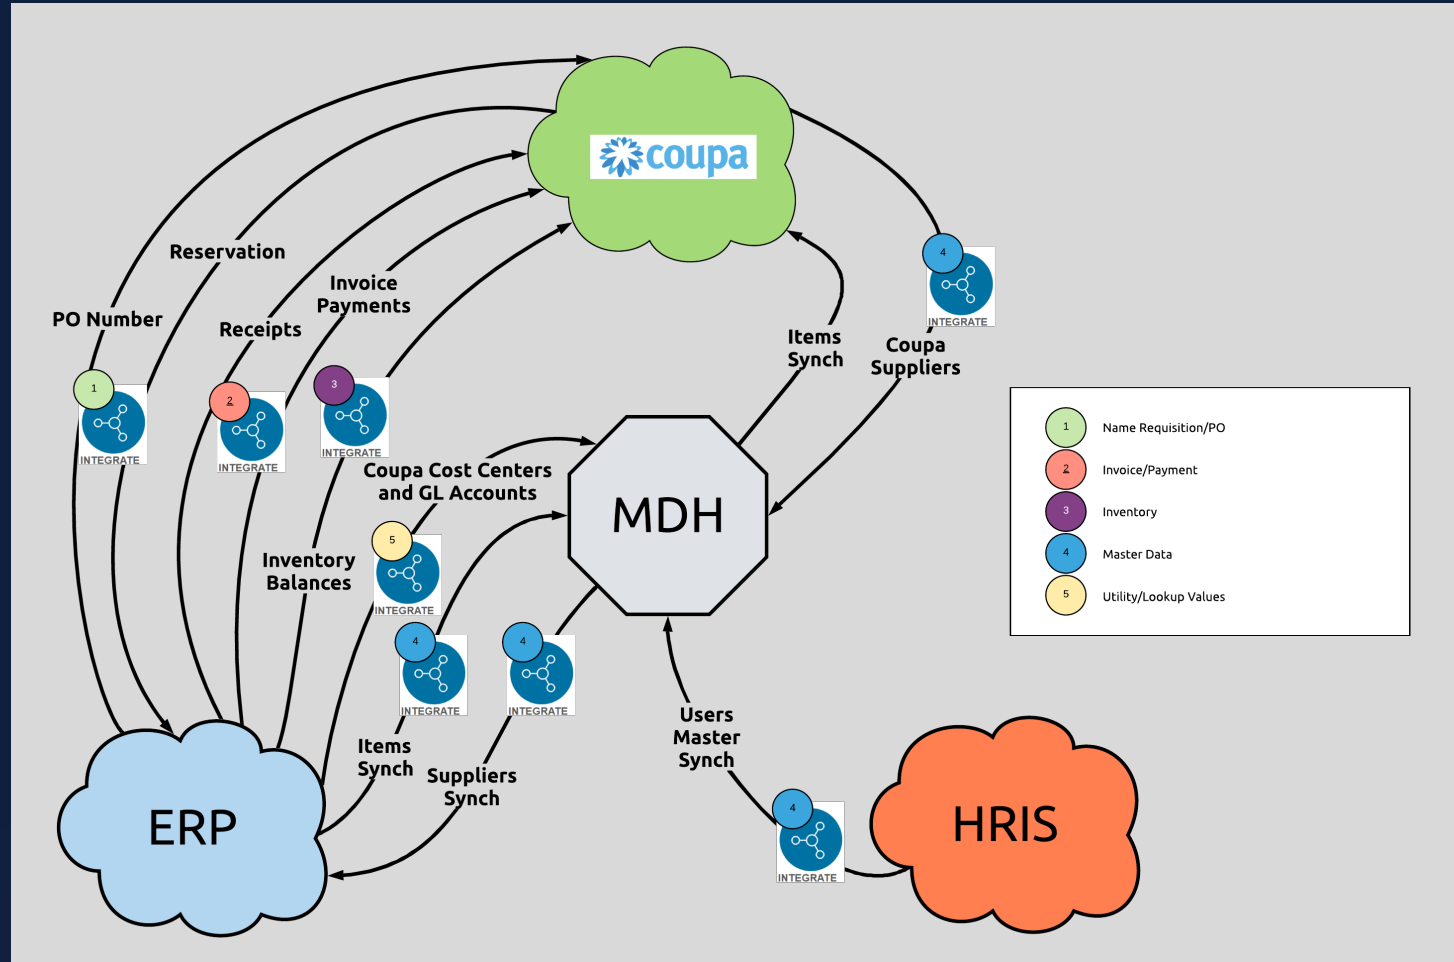 coupa
Reservation
PO Number
Receipts
Invoice
Payments
1
INTEGRATE
2
INTEGRATE
3
INTEGRATE
4
INTEGRATE
Items
Synch
Coupa
Suppliers
Coupa Cost Centers
and GL Accounts
Inventory
Balances
5
INTEGRATE
MDH
4
INTEGRATE
4
INTEGRATE
Items
Synch
Suppliers
Synch
Users
Master
Synch
4
INTEGRATE
ERP
HRIS
1 Name Requisition/PO
2 Invoice/Payment
3 Inventory
4 Master Data
5 Utility/Lookup Values